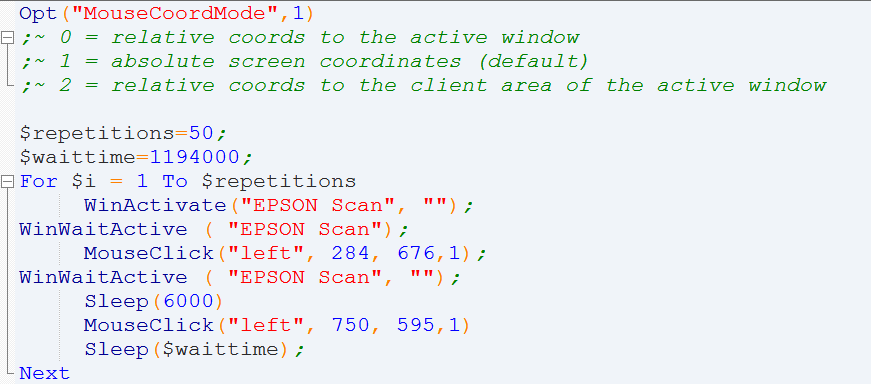 Opt("MouseCoordMode",1)
;~ 0 = relative coords to the active window
;~ 1 = absolute screen coordinates (default)
;~ 2 = relative coords to the client area of the active window

$repetitions=50;
$waittime=1194000;
For $i = 1 To $repetitions
     WinActivate("EPSON Scan", "");
WinWaitActive ( "EPSON Scan");
     MouseClick("left", 284, 676,1);
WinWaitActive ( "EPSON Scan", "");
     Sleep(6000)
     MouseClick("left", 750, 595,1)
     Sleep($waittime);
Next